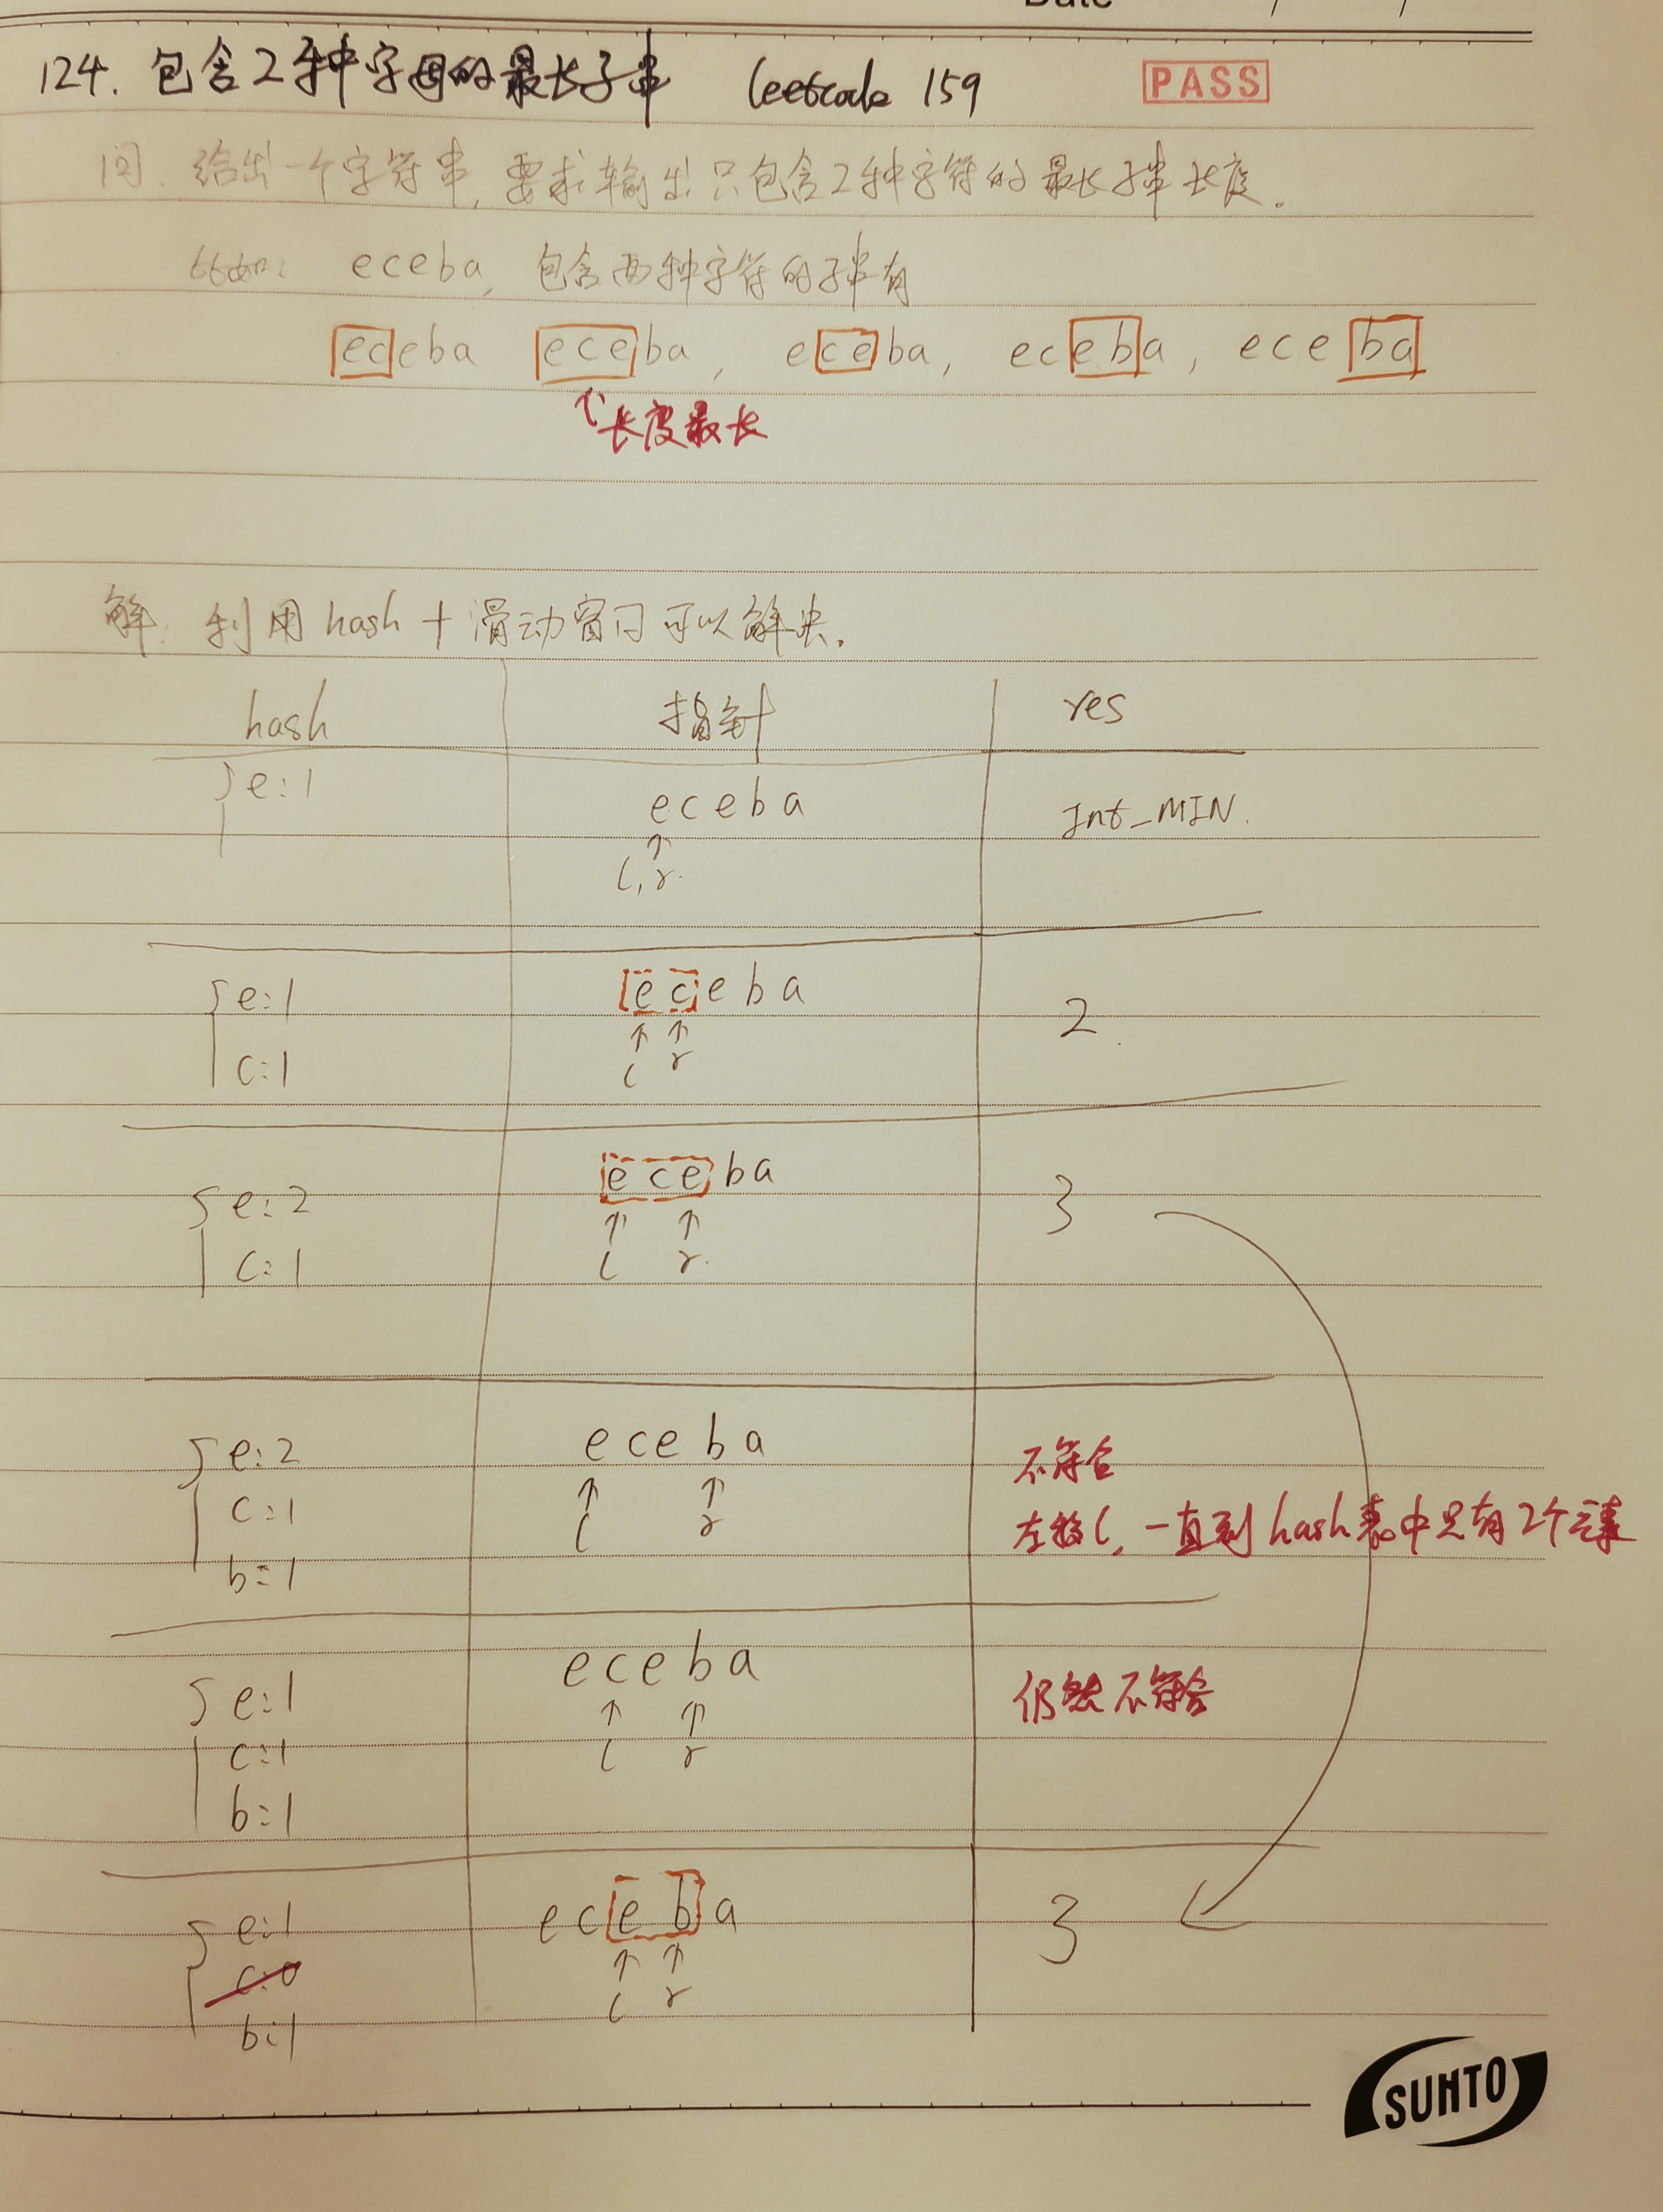 Date / /
124. 包含2种字母的最长子串 leetcode 159 PASS
问: 给出一个字符串, 要求输出只包含2种字符的最长子串长度.
比如: eceba, 包含两种字符的子串有
eceba eceba, eceba, eceba, eceba
↑长度最长
解: 利用hash+滑动窗口可以解决.
hash 指针 res
e:1 eceba Int_MIN.
↑
l,r.
e:1 eceba 2
c:1 ↑ ↑
l r
eceba
e:2 ↑ ↑ 3
c:1 l r.
e:2 eceba 不符合
c:1 ↑ ↑ 左移l, 一直到hash表中只有2个元素
b:1 l r
eceba
e:1 ↑ ↑ 仍然不符合
c:1 l r
b:1
e:1 eceba 3
c:0 ↑ ↑
b:1 l r
SUNTO